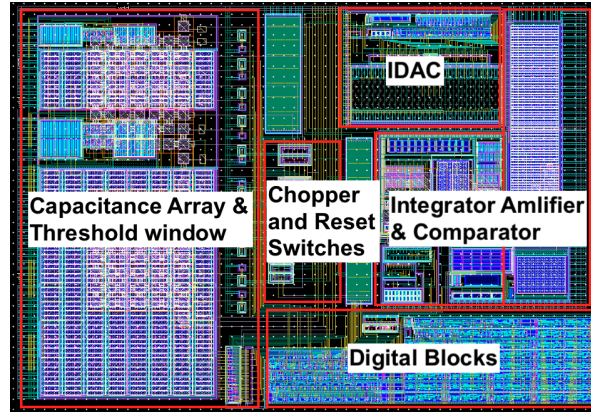 IDAC
Capacitance Array &
Threshold window
Chopper
and Reset
Switches
Integrator Amlifier
& Comparator
Digital Blocks